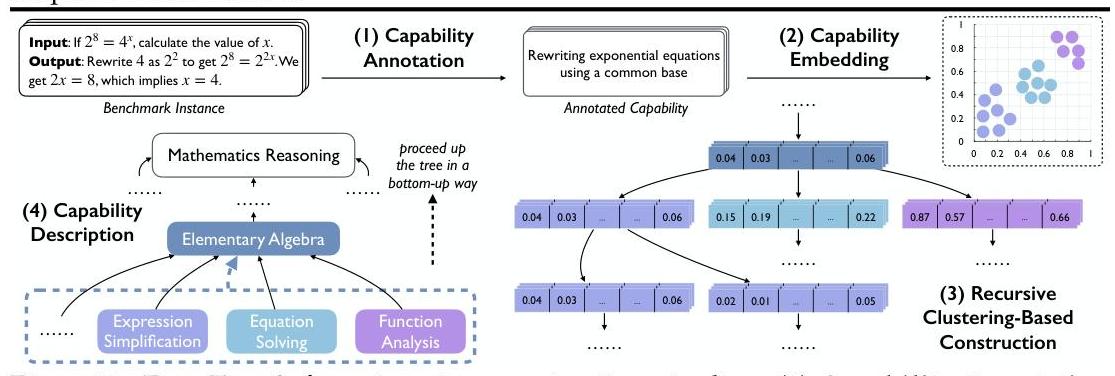 Input: If 2^8 = 4^x, calculate the value of x.
Output: Rewrite 4 as 2^2 to get 2^8 = 2^{2x}. We
get 2x = 8, which implies x = 4.
Benchmark Instance
(1) Capability
Annotation
Rewriting exponential equations
using a common base
Annotated Capability
(2) Capability
Embedding
1
0.8
0.6
0.4
0.2
0
0 0.2 0.4 0.6 0.8 1
......
0.04 0.03 ... ... 0.06
0.04 0.03 ... ... 0.06
0.15 0.19 ... ... 0.22
0.87 0.57 ... ... 0.66
......
......
0.04 0.03 ... ... 0.06
0.02 0.01 ... ... 0.05
......
......
(3) Recursive
Clustering-Based
Construction
Mathematics Reasoning
......
......
......
proceed up
the tree in a
bottom-up way
(4) Capability
Description
Elementary Algebra
......
Expression
Simplification
Equation
Solving
Function
Analysis